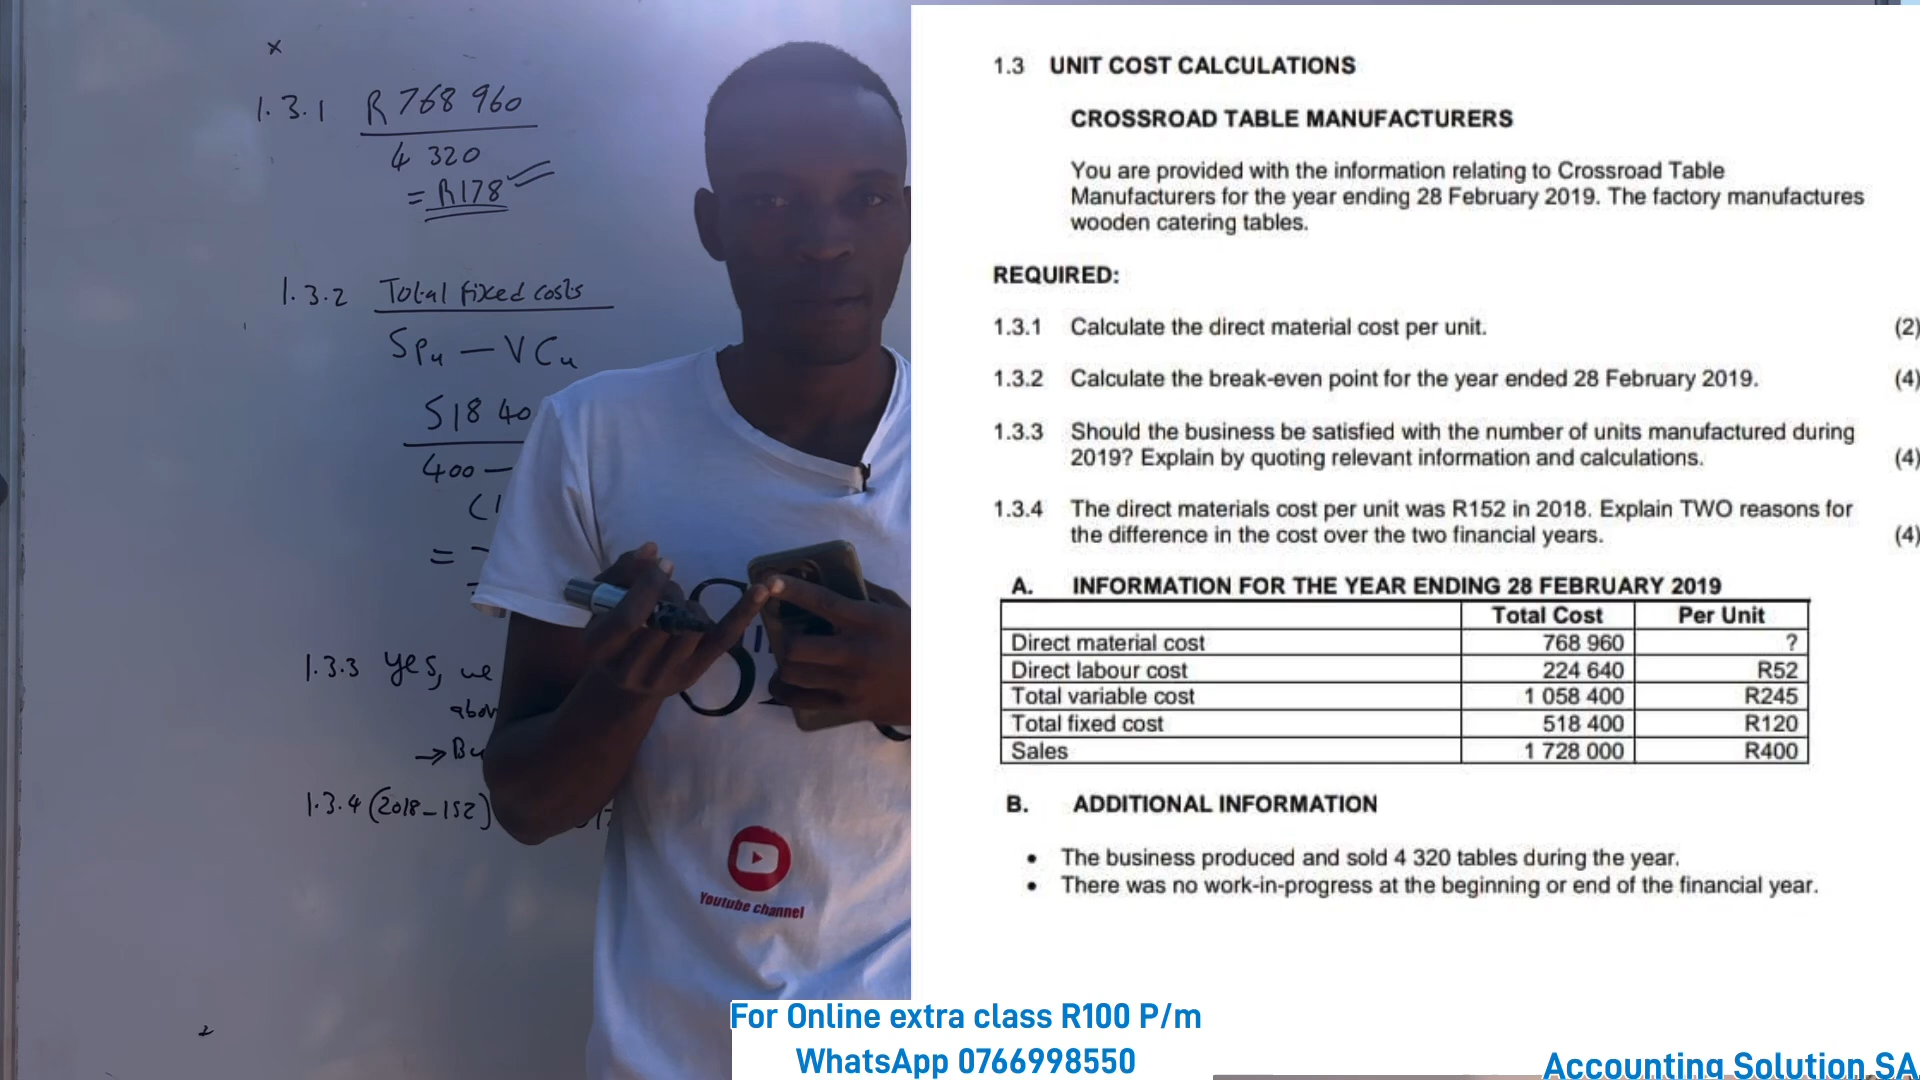 1.3.1 R 768 960
4 320
= R178
1.3.2 Total fixed costs
SPu — VCu
518 40
400 —
(1
=
1.3.3 yes, we
abov
→ Bu
1.3.4 (2018-152)
Youtube channel
1.3 UNIT COST CALCULATIONS
CROSSROAD TABLE MANUFACTURERS
You are provided with the information relating to Crossroad Table
Manufacturers for the year ending 28 February 2019. The factory manufactures
wooden catering tables.
REQUIRED:
1.3.1 Calculate the direct material cost per unit. (2)
1.3.2 Calculate the break-even point for the year ended 28 February 2019. (4)
1.3.3 Should the business be satisfied with the number of units manufactured during
2019? Explain by quoting relevant information and calculations. (4)
1.3.4 The direct materials cost per unit was R152 in 2018. Explain TWO reasons for
the difference in the cost over the two financial years. (4)
A. INFORMATION FOR THE YEAR ENDING 28 FEBRUARY 2019
Total Cost Per Unit
Direct material cost 768 960 ?
Direct labour cost 224 640 R52
Total variable cost 1 058 400 R245
Total fixed cost 518 400 R120
Sales 1 728 000 R400
B. ADDITIONAL INFORMATION
• The business produced and sold 4 320 tables during the year.
• There was no work-in-progress at the beginning or end of the financial year.
For Online extra class R100 P/m
WhatsApp 0766998550
Accounting Solution SA